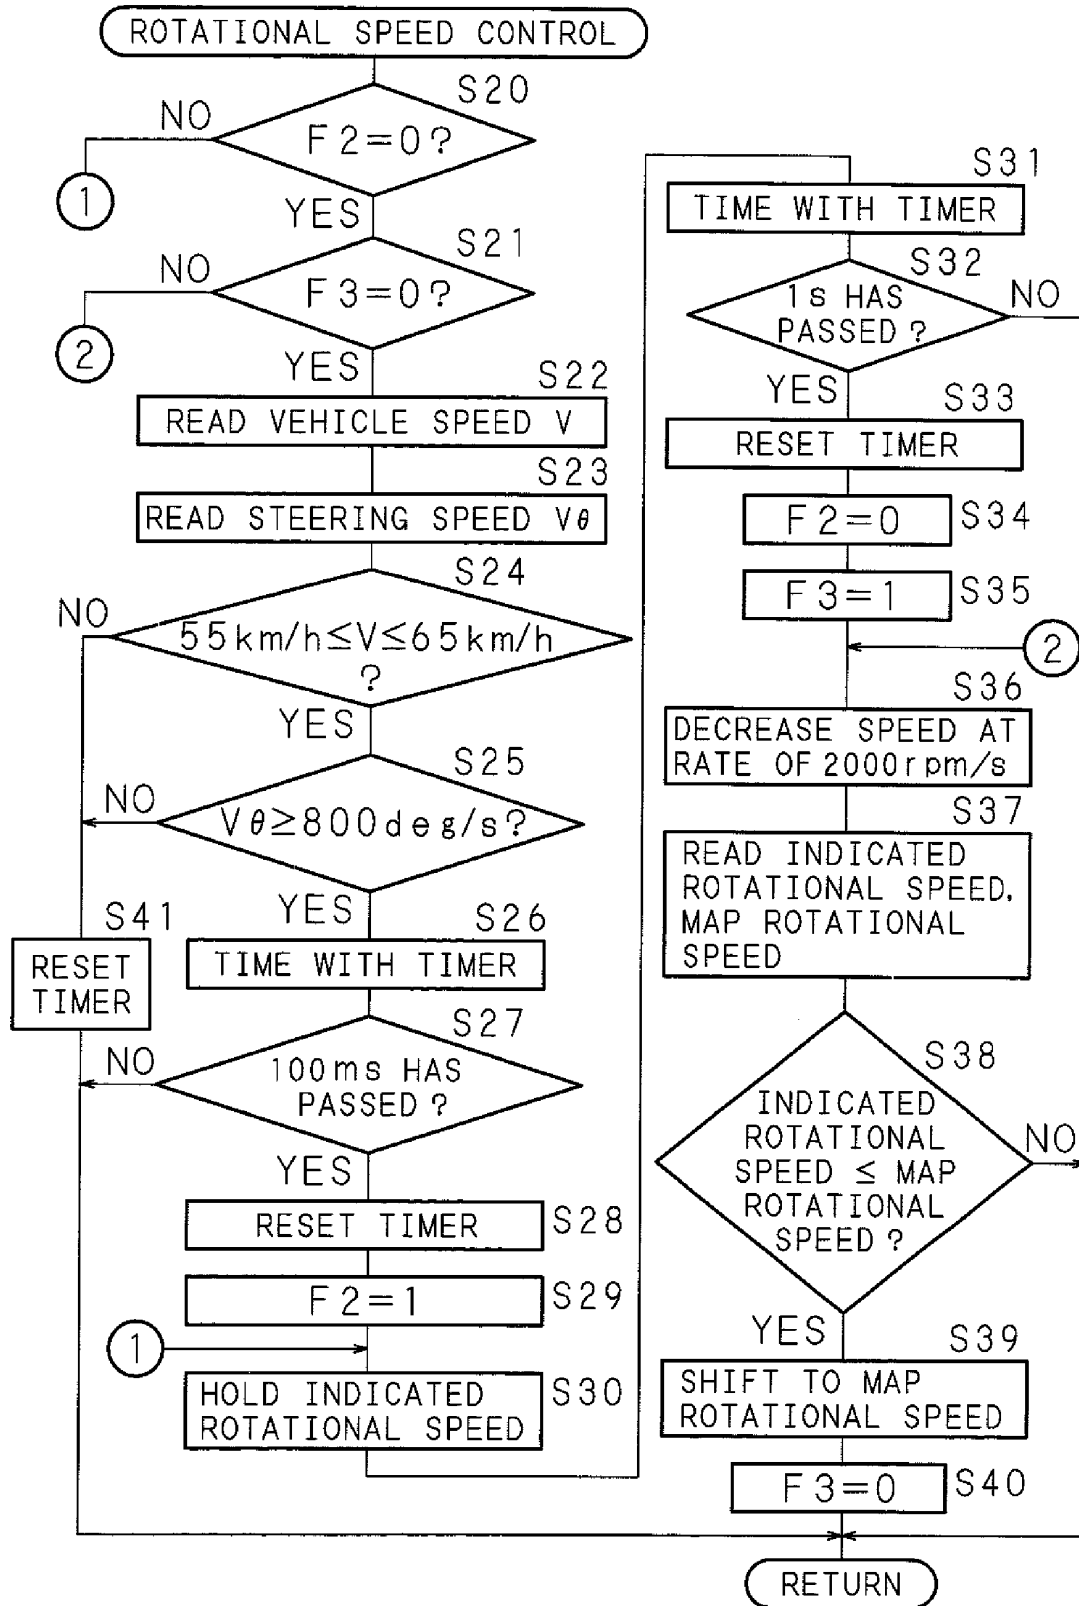 ROTATIONAL SPEED CONTROL
S20
NO
F2=0?
1
YES
S21
NO
F3=0?
2
YES
S22
READ VEHICLE SPEED V
S23
READ STEERING SPEED Vθ
S24
NO
55km/h≤V≤65km/h
?
YES
S25
NO
Vθ≥800deg/s?
YES
S41
RESET
TIMER
S26
TIME WITH TIMER
S27
NO
100ms HAS
PASSED?
YES
RESET TIMER
S28
F2=1
S29
1
HOLD INDICATED
ROTATIONAL SPEED
S30
S31
TIME WITH TIMER
S32
1s HAS
PASSED?
NO
YES
S33
RESET TIMER
F2=0
S34
F3=1
S35
2
S36
DECREASE SPEED AT
RATE OF 2000rpm/s
S37
READ INDICATED
ROTATIONAL SPEED,
MAP ROTATIONAL
SPEED
S38
INDICATED
ROTATIONAL
SPEED ≤ MAP
ROTATIONAL
SPEED?
NO
YES
S39
SHIFT TO MAP
ROTATIONAL SPEED
F3=0
S40
RETURN